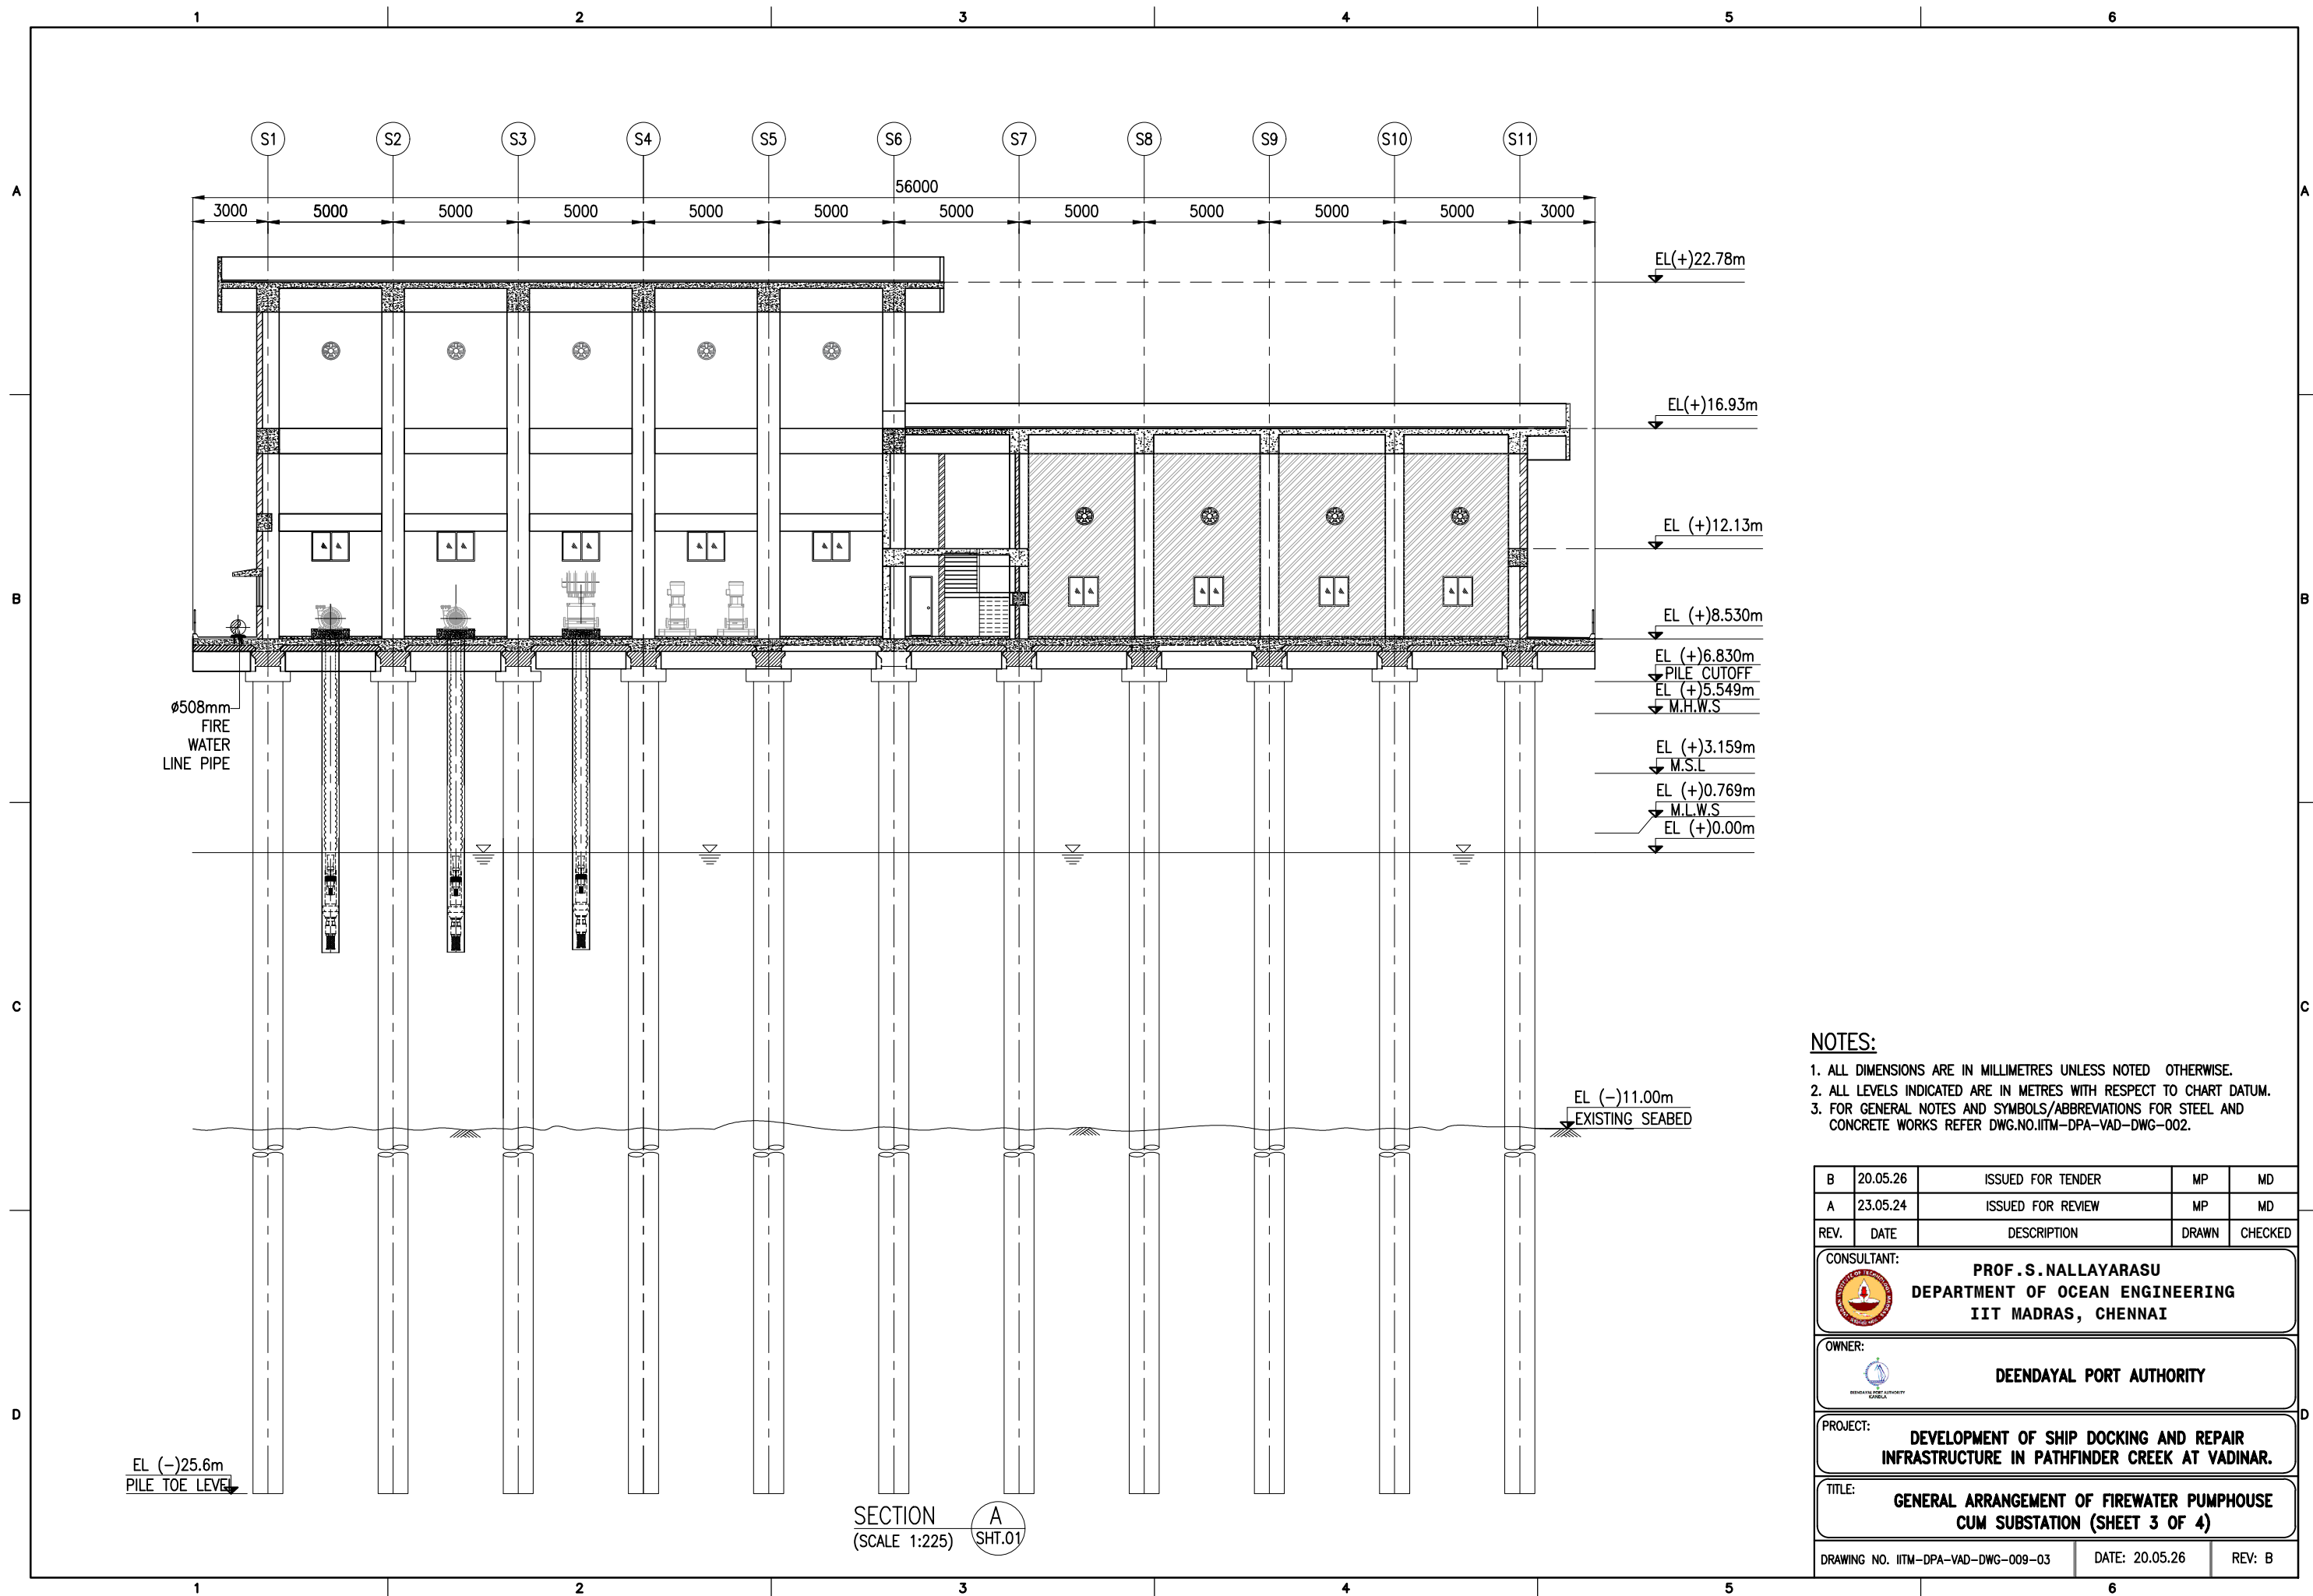 1 2 3 4 5 6
S1 S2 S3 S4 S5 S6 S7 S8 S9 S10 S11
A A
56000
3000 5000 5000 5000 5000 5000 5000 5000 5000 5000 5000 3000
EL(+)22.78m
EL(+)16.93m
EL (+)12.13m
B B
EL (+)8.530m
EL (+)6.830m
PILE CUTOFF
EL (+)5.549m
M.H.W.S
ø508mm
FIRE
WATER
LINE PIPE
EL (+)3.159m
M.S.L
EL (+)0.769m
M.L.W.S
EL (+)0.00m
C C
EL (-)11.00m
EXISTING SEABED
NOTES:
1. ALL DIMENSIONS ARE IN MILLIMETRES UNLESS NOTED OTHERWISE.
2. ALL LEVELS INDICATED ARE IN METRES WITH RESPECT TO CHART DATUM.
3. FOR GENERAL NOTES AND SYMBOLS/ABBREVIATIONS FOR STEEL AND
CONCRETE WORKS REFER DWG.NO.IITM-DPA-VAD-DWG-002.
B 20.05.26 ISSUED FOR TENDER MP MD
A 23.05.24 ISSUED FOR REVIEW MP MD
REV. DATE DESCRIPTION DRAWN CHECKED
CONSULTANT:
PROF.S.NALLAYARASU
DEPARTMENT OF OCEAN ENGINEERING
IIT MADRAS, CHENNAI
OWNER:
DEENDAYAL PORT AUTHORITY
DEENDAYAL PORT AUTHORITY
KANDLA
D D
PROJECT:
DEVELOPMENT OF SHIP DOCKING AND REPAIR
INFRASTRUCTURE IN PATHFINDER CREEK AT VADINAR.
EL (-)25.6m
PILE TOE LEVEL
TITLE:
GENERAL ARRANGEMENT OF FIREWATER PUMPHOUSE
CUM SUBSTATION (SHEET 3 OF 4)
SECTION A
(SCALE 1:225) SHT.01
DRAWING NO. IITM-DPA-VAD-DWG-009-03 DATE: 20.05.26 REV: B
1 2 3 4 5 6